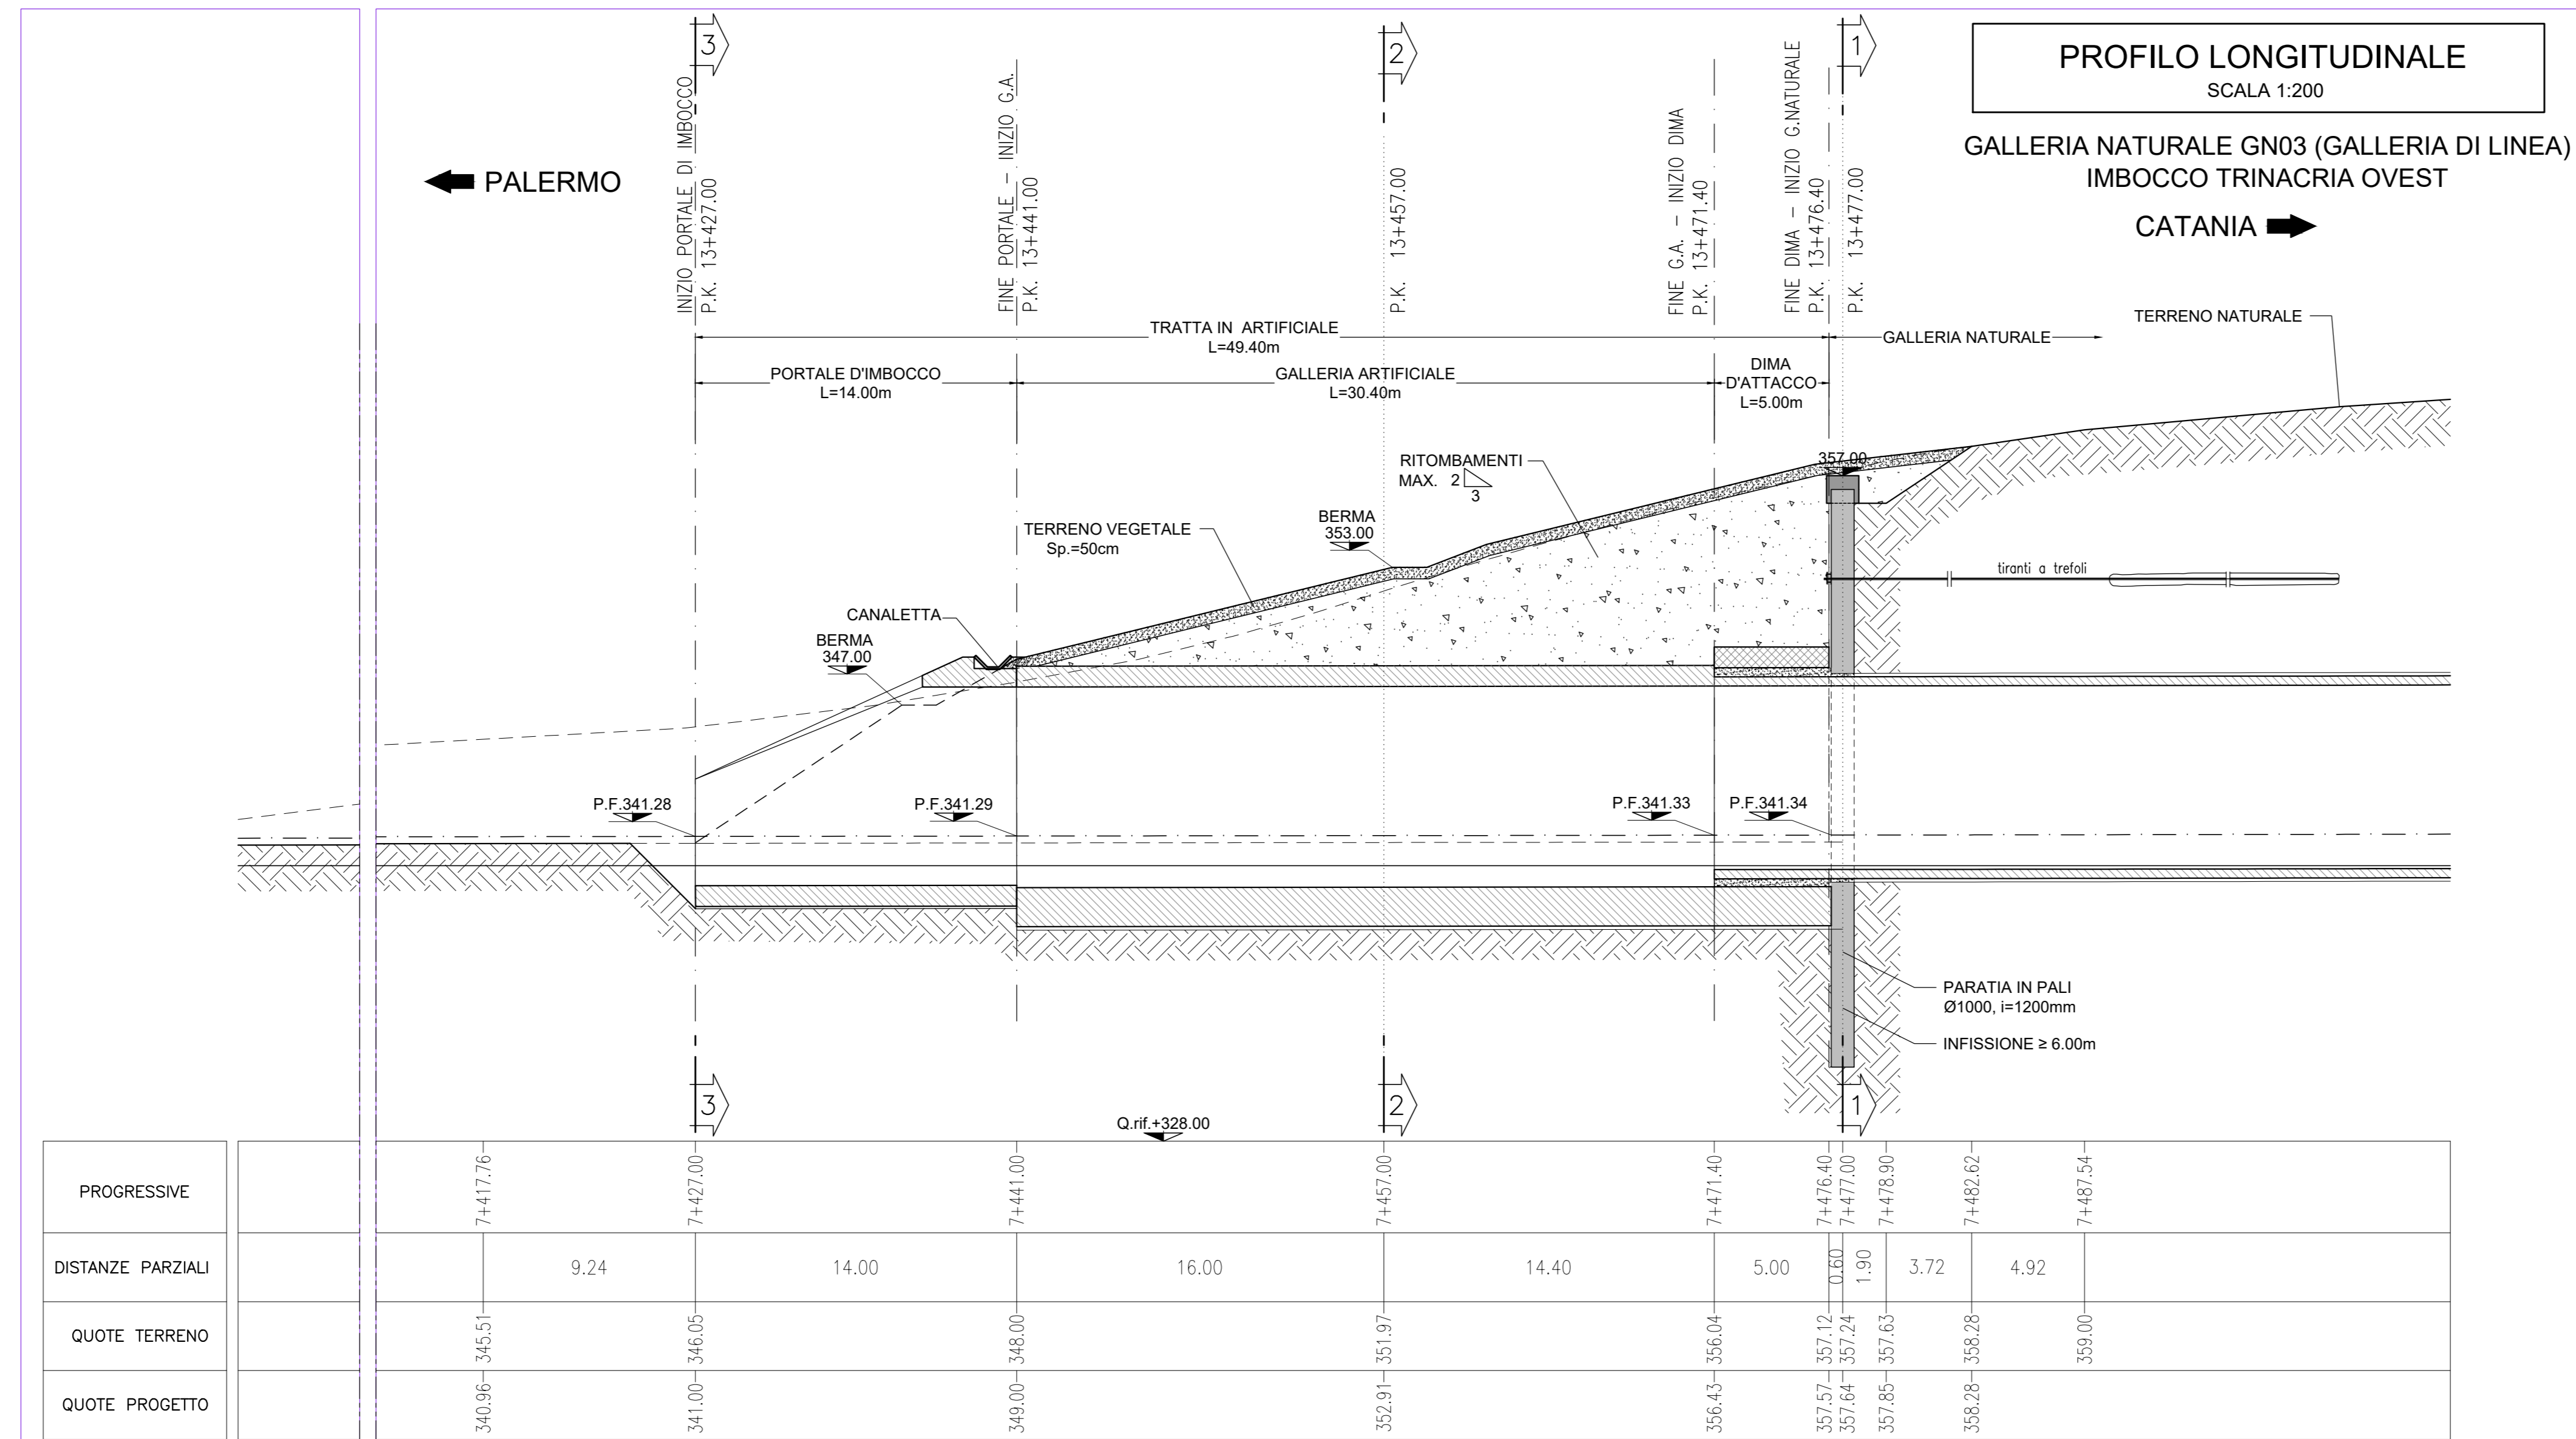 PROFILO LONGITUDINALE
SCALA 1:200
GALLERIA NATURALE GN03 (GALLERIA DI LINEA)
IMBOCCO TRINACRIA OVEST
PALERMO
CATANIA
3
2
1
INIZIO PORTALE DI IMBOCCO
P.K. 13+427.00
FINE PORTALE - INIZIO G.A.
P.K. 13+441.00
P.K. 13+457.00
FINE G.A. - INIZIO DIMA
P.K. 13+471.40
FINE DIMA - INIZIO G.NATURALE
P.K. 13+476.40
P.K. 13+477.00
TRATTA IN ARTIFICIALE
L=49.40m
GALLERIA NATURALE
TERRENO NATURALE
PORTALE D'IMBOCCO
L=14.00m
GALLERIA ARTIFICIALE
L=30.40m
DIMA
D'ATTACCO
L=5.00m
357.00
RITOMBAMENTI
MAX. 2
3
BERMA
353.00
TERRENO VEGETALE
Sp.=50cm
tiranti a trefoli
CANALETTA
BERMA
347.00
P.F.341.28
P.F.341.29
P.F.341.33
P.F.341.34
PARATIA IN PALI
Ø1000, i=1200mm
INFISSIONE ≥ 6.00m
3
2
1
Q.rif.+328.00
PROGRESSIVE
7+417.76
7+427.00
7+441.00
7+457.00
7+471.40
7+476.40
7+477.00
7+478.90
7+482.62
7+487.54
DISTANZE PARZIALI
9.24
14.00
16.00
14.40
5.00
0.60
1.90
3.72
4.92
QUOTE TERRENO
345.51
346.05
348.00
351.97
356.04
357.12
357.24
357.63
358.28
359.00
QUOTE PROGETTO
340.96
341.00
349.00
352.91
356.43
357.57
357.64
357.85
358.28